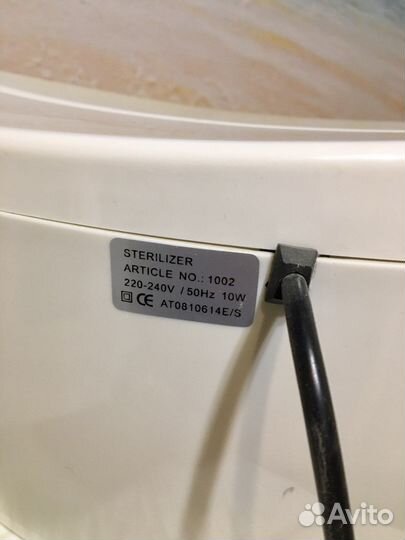 STERILIZER
ARTICLE NO.: 1002
220-240V / 50Hz 10W
CE AT0810614E/S
Avito